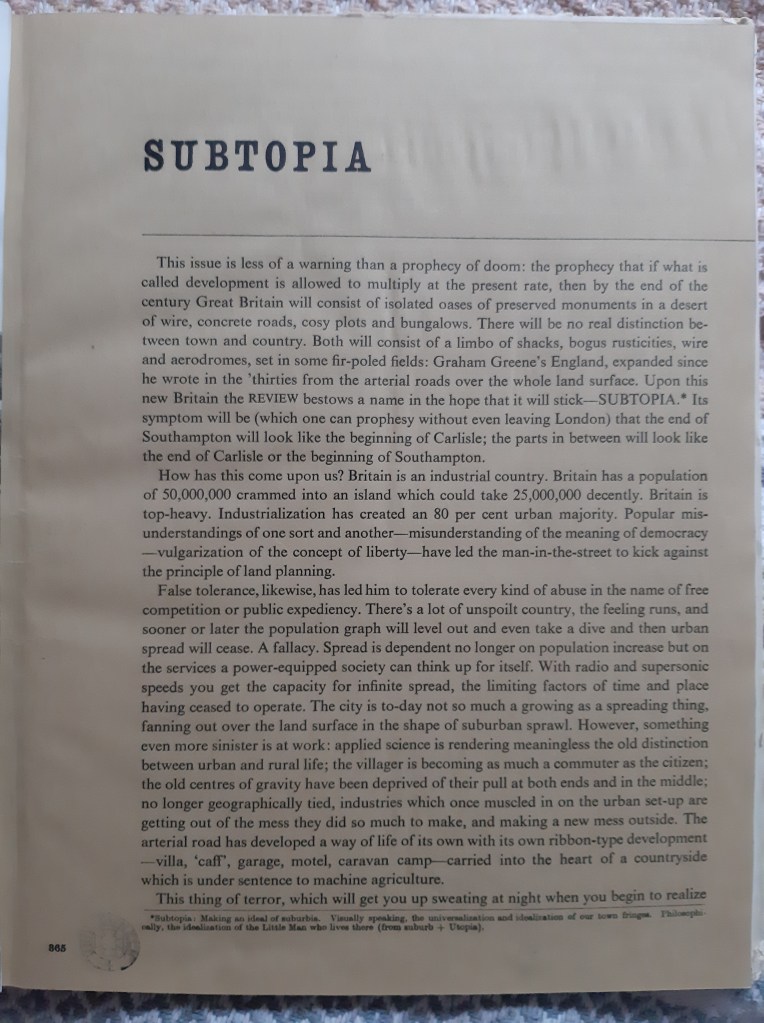 SUBTOPIA
This issue is less of a warning than a prophecy of doom: the prophecy that if what is
called development is allowed to multiply at the present rate, then by the end of the
century Great Britain will consist of isolated oases of preserved monuments in a desert
of wire, concrete roads, cosy plots and bungalows. There will be no real distinction be-
tween town and country. Both will consist of a limbo of shacks, bogus rusticities, wire
and aerodromes, set in some fir-poled fields: Graham Greene's England, expanded since
he wrote in the 'thirties from the arterial roads over the whole land surface. Upon this
new Britain the REVIEW bestows a name in the hope that it will stick—SUBTOPIA.* Its
symptom will be (which one can prophesy without even leaving London) that the end of
Southampton will look like the beginning of Carlisle; the parts in between will look like
the end of Carlisle or the beginning of Southampton.
How has this come upon us? Britain is an industrial country. Britain has a population
of 50,000,000 crammed into an island which could take 25,000,000 decently. Britain is
top-heavy. Industrialization has created an 80 per cent urban majority. Popular mis-
understandings of one sort and another—misunderstanding of the meaning of democracy
—vulgarization of the concept of liberty—have led the man-in-the-street to kick against
the principle of land planning.
False tolerance, likewise, has led him to tolerate every kind of abuse in the name of free
competition or public expediency. There's a lot of unspoilt country, the feeling runs, and
sooner or later the population graph will level out and even take a dive and then urban
spread will cease. A fallacy. Spread is dependent no longer on population increase but on
the services a power-equipped society can think up for itself. With radio and supersonic
speeds you get the capacity for infinite spread, the limiting factors of time and place
having ceased to operate. The city is to-day not so much a growing as a spreading thing,
fanning out over the land surface in the shape of suburban sprawl. However, something
even more sinister is at work: applied science is rendering meaningless the old distinction
between urban and rural life; the villager is becoming as much a commuter as the citizen;
the old centres of gravity have been deprived of their pull at both ends and in the middle;
no longer geographically tied, industries which once muscled in on the urban set-up are
getting out of the mess they did so much to make, and making a new mess outside. The
arterial road has developed a way of life of its own with its own ribbon-type development
—villa, 'caff', garage, motel, caravan camp—carried into the heart of a countryside
which is under sentence to machine agriculture.
This thing of terror, which will get you up sweating at night when you begin to realize
*Subtopia: Making an ideal of suburbia. Visually speaking, the universalization and idealization of our town fringes. Philosophi-
cally, the idealization of the Little Man who lives there (from suburb + Utopia).
365